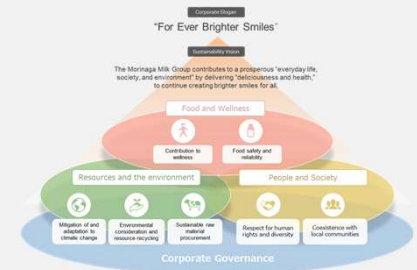 Corporate Slogan
"For Ever Brighter Smiles"
Sustainability Vision
The Morinaga Milk Group contributes to a prosperous "everyday life,
society, and environment" by delivering "deliciousness and health,"
to continue creating brighter smiles for all.
Food and Wellness
Contribution to
wellness
Food safety and
reliability
Resources and the environment
People and Society
Mitigation of and
adaptation to
climate change
Environmental
consideration and
resource recycling
Sustainable raw
material
procurement
Respect for human
rights and diversity
Coexistence with
local communities
Corporate Governance